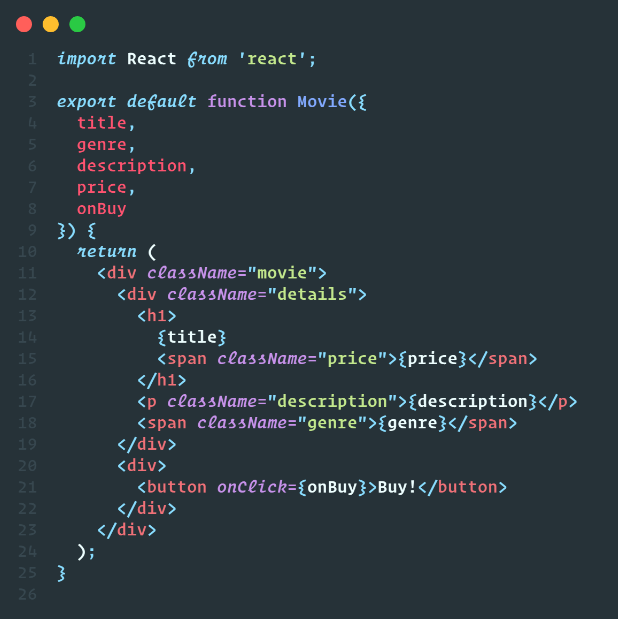 1 import React from 'react';
2
3 export default function Movie({
4   title,
5   genre,
6   description,
7   price,
8   onBuy
9 }) {
10   return (
11     <div className="movie">
12       <div className="details">
13         <h1>
14           {title}
15           <span className="price">{price}</span>
16         </h1>
17         <p className="description">{description}</p>
18         <span className="genre">{genre}</span>
19       </div>
20       <div>
21         <button onClick={onBuy}>Buy!</button>
22       </div>
23     </div>
24   );
25 }
26